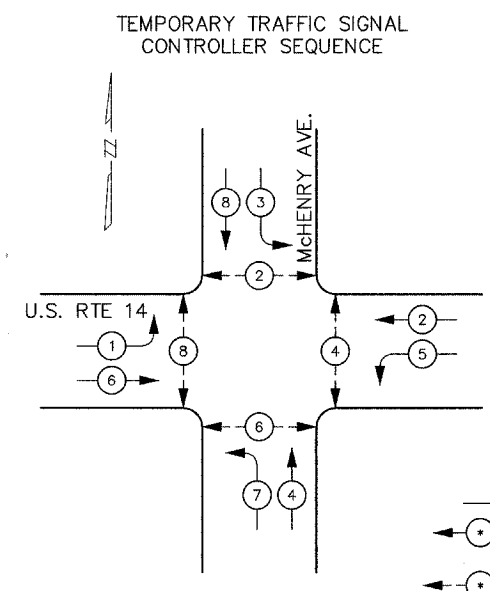 TEMPORARY TRAFFIC SIGNAL
CONTROLLER SEQUENCE
N
McHENRY AVE.
8
3
2
U.S. RTE 14
1
8
4
2
6
5
6
7
4
*
*